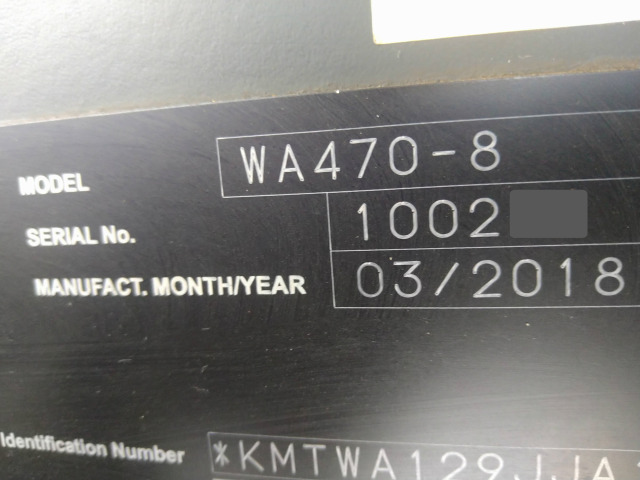 MODEL WA470-8
SERIAL No. 1002
MANUFACT. MONTH/YEAR 03/2018
Identification Number *KMTWA129JJA